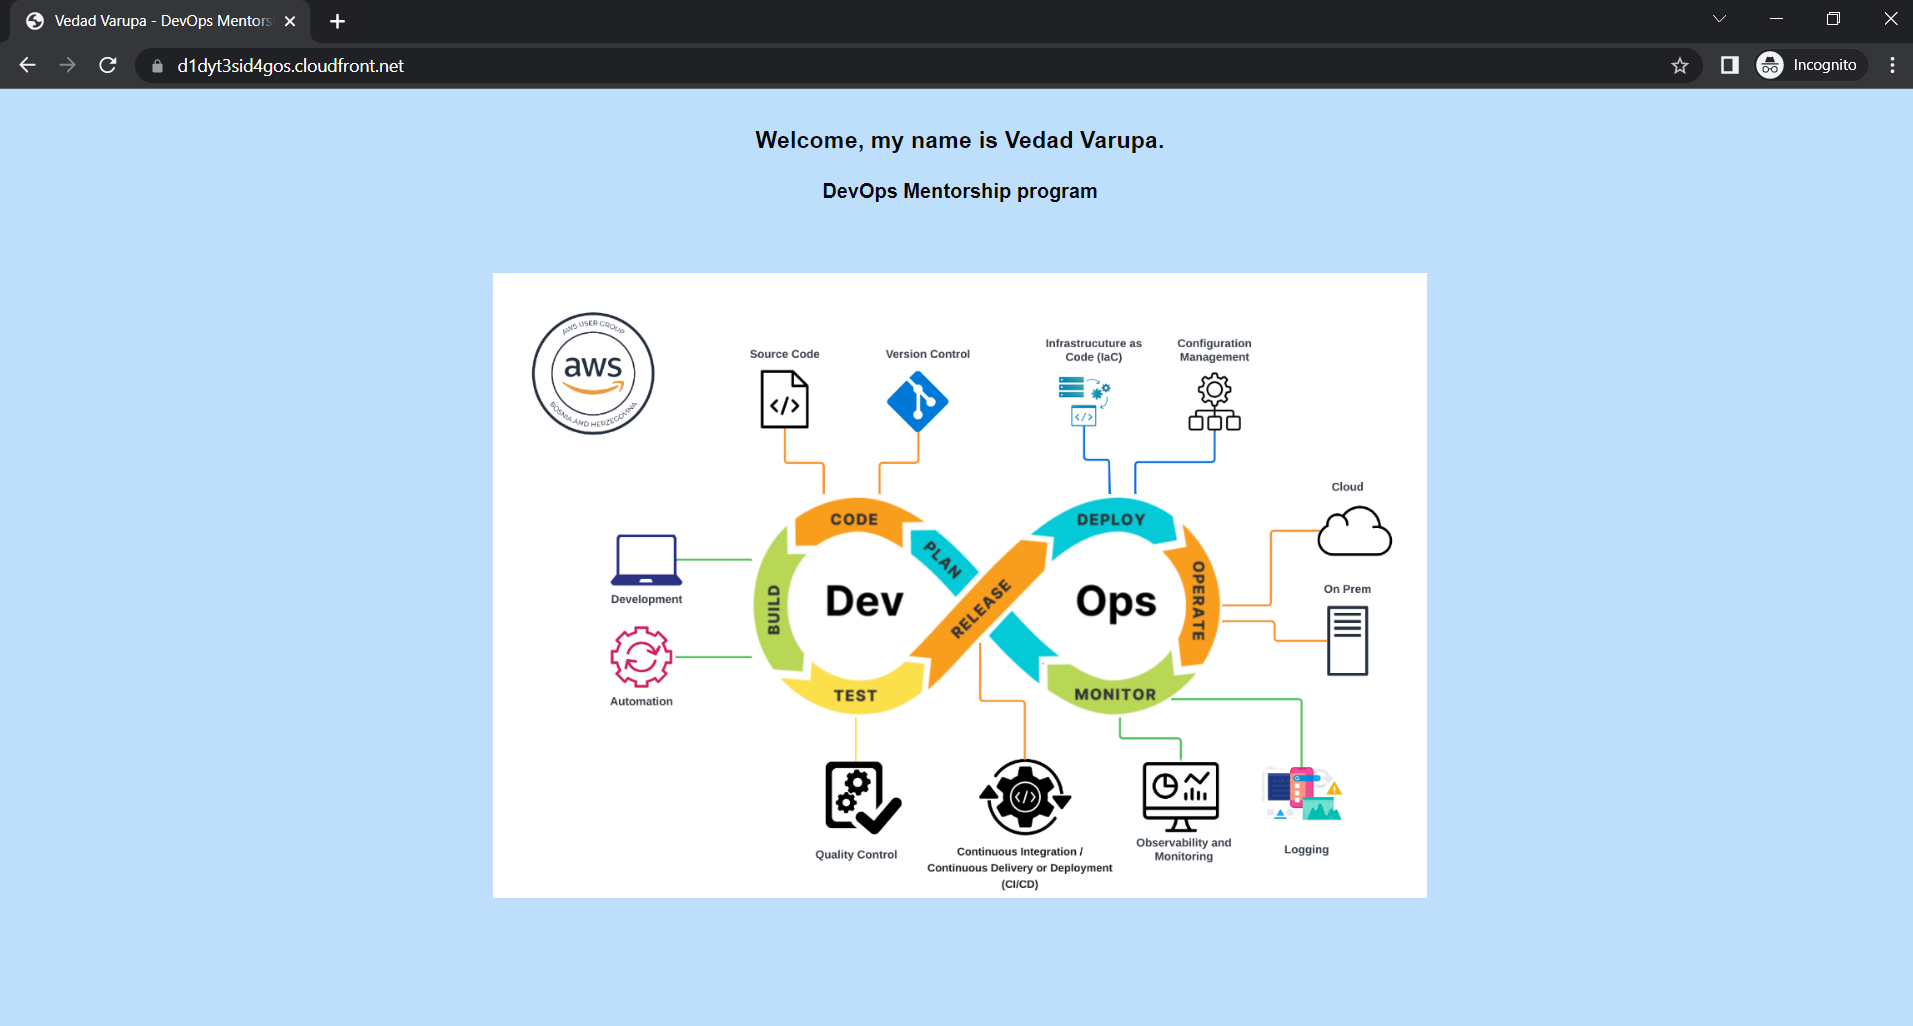 Vedad Varupa - DevOps Mentors
d1dyt3sid4gos.cloudfront.net
Incognito
Welcome, my name is Vedad Varupa.
DevOps Mentorship program
AWS USER GROUP
aws
BOSNIA AND HERZEGOVINA
Source Code
Version Control
Infrastrucuture as
Code (IaC)
Configuration
Management
</>
</>
Cloud
On Prem
Development
Automation
CODE
PLAN
BUILD
Dev
TEST
RELEASE
DEPLOY
Ops
OPERATE
MONITOR
</>
Quality Control
Continuous Integration /
Continuous Delivery or Deployment
(CI/CD)
Observability and
Monitoring
Logging